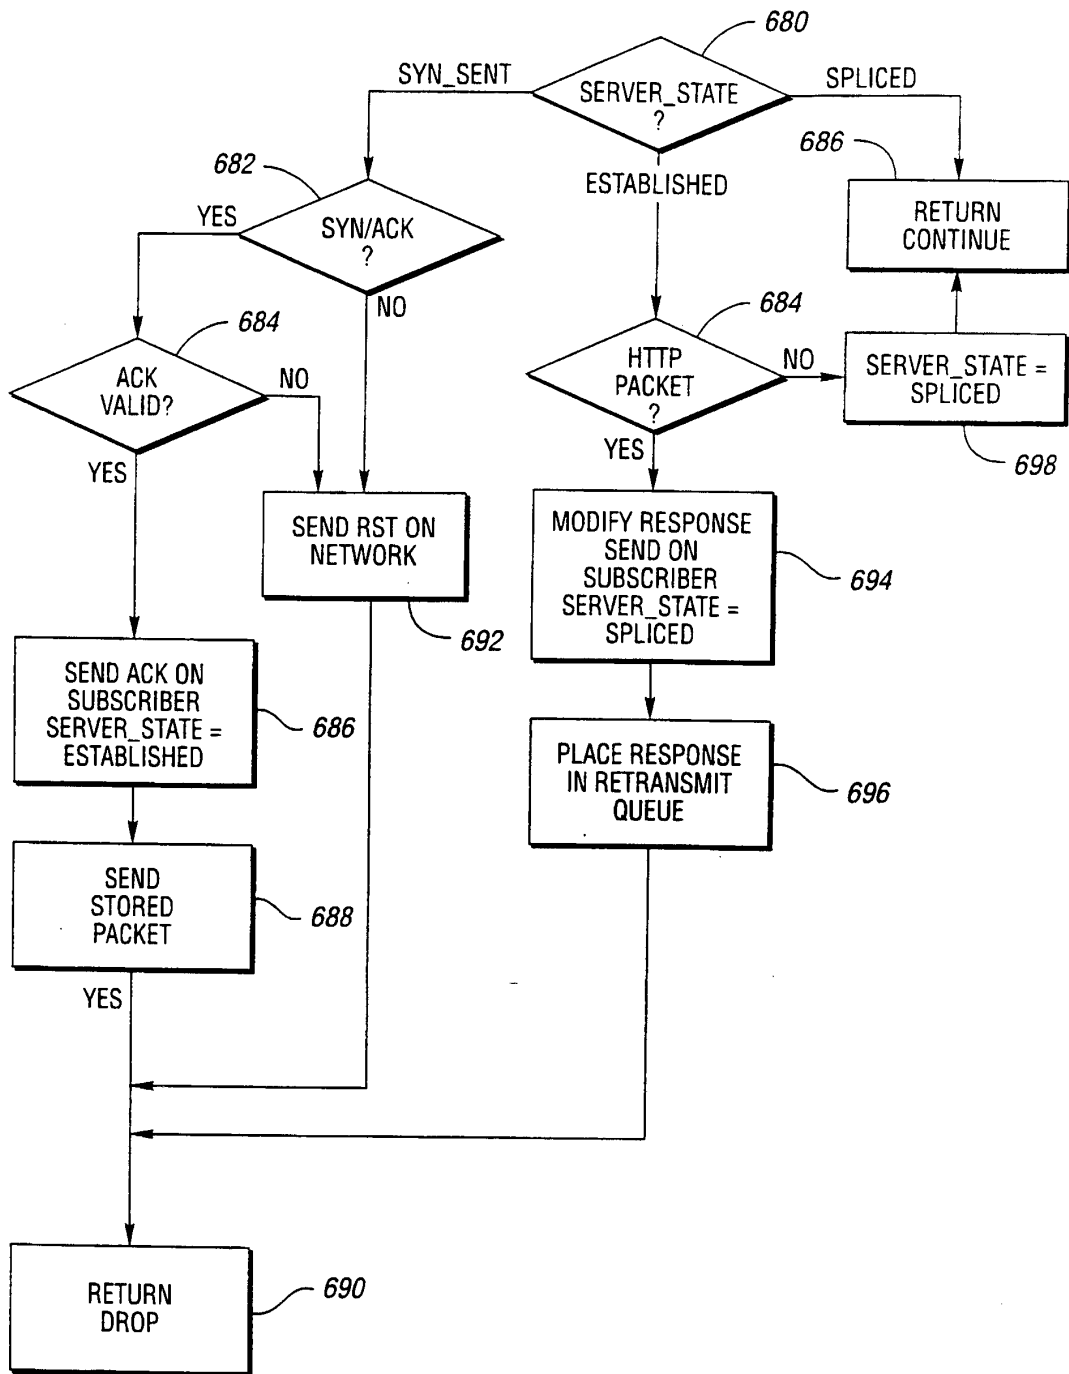 680
SYN_SENT
SERVER_STATE
?
SPLICED
686
682
ESTABLISHED
RETURN
CONTINUE
YES
SYN/ACK
?
NO
684
684
ACK
VALID?
NO
HTTP
PACKET
?
NO
SERVER_STATE =
SPLICED
YES
YES
698
SEND RST ON
NETWORK
692
MODIFY RESPONSE
SEND ON
SUBSCRIBER
SERVER_STATE =
SPLICED
694
SEND ACK ON
SUBSCRIBER
SERVER_STATE =
ESTABLISHED
686
PLACE RESPONSE
IN RETRANSMIT
QUEUE
696
SEND
STORED
PACKET
688
YES
RETURN
DROP
690